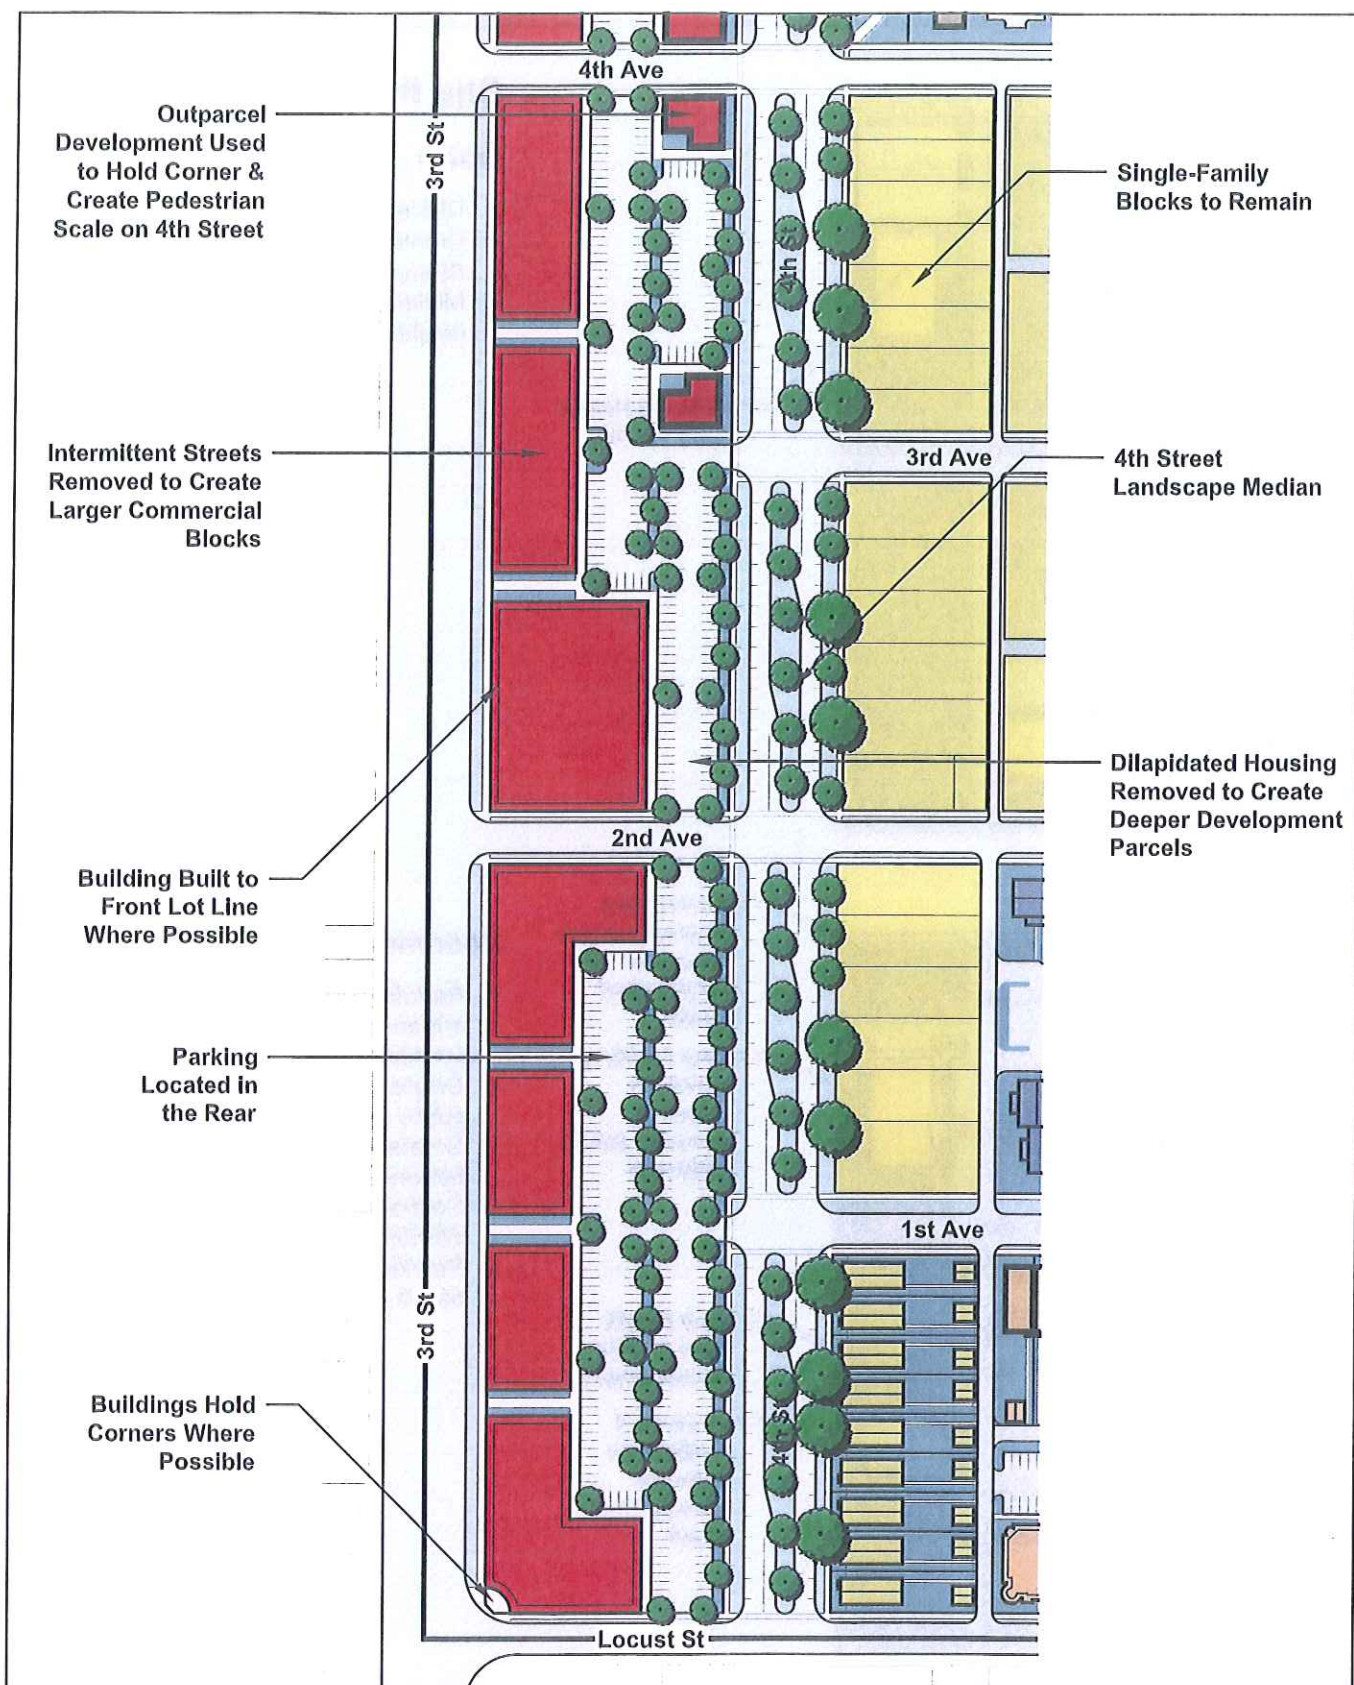 4th Ave
Outparcel
Development Used
to Hold Corner &
Create Pedestrian
Scale on 4th Street
3rd St
4th St
Single-Family
Blocks to Remain
Intermittent Streets
Removed to Create
Larger Commercial
Blocks
3rd Ave
4th Street
Landscape Median
Dilapidated Housing
Removed to Create
Deeper Development
Parcels
2nd Ave
Building Built to
Front Lot Line
Where Possible
Parking
Located in
the Rear
1st Ave
3rd St
Buildings Hold
Corners Where
Possible
Locust St